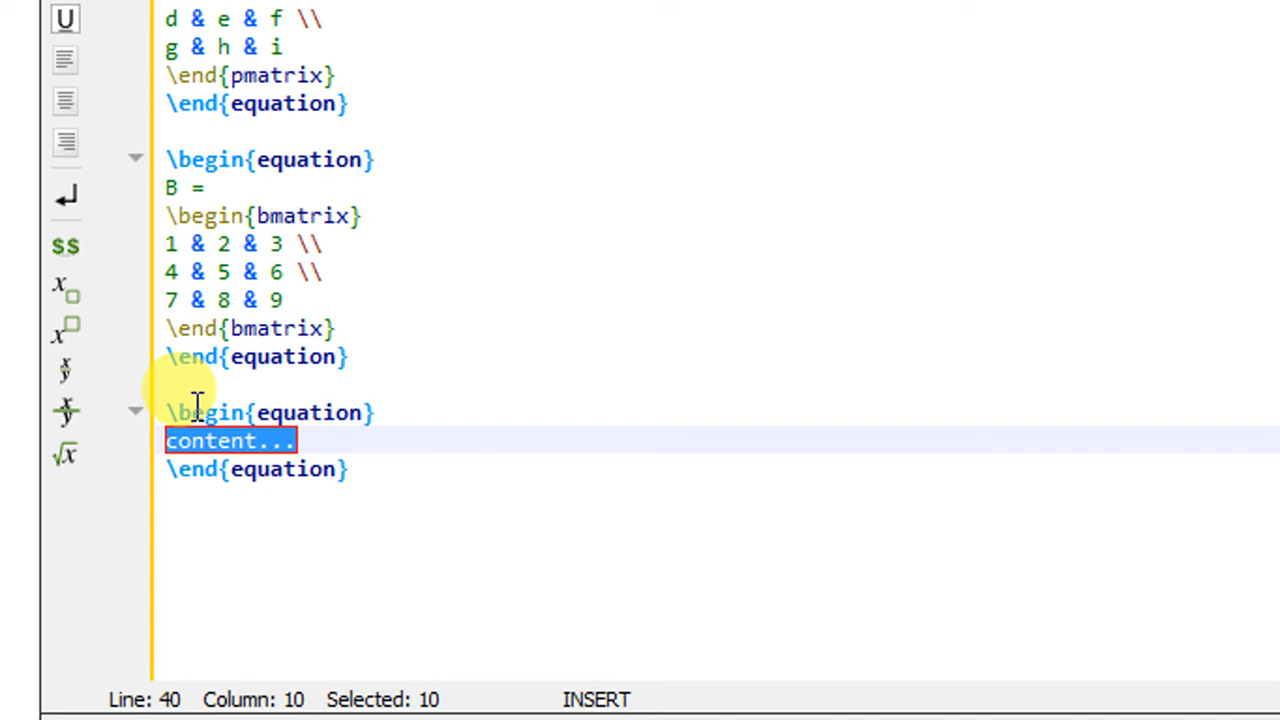 U
d & e & f \\
g & h & i
\end{pmatrix}
\end{equation}
\begin{equation}
B =
\begin{bmatrix}
1 & 2 & 3 \\
4 & 5 & 6 \\
7 & 8 & 9
\end{bmatrix}
\end{equation}
\begin{equation}
content...
\end{equation}
$$
x
x
x
y
x
y
√x
Line: 40 Column: 10 Selected: 10 INSERT